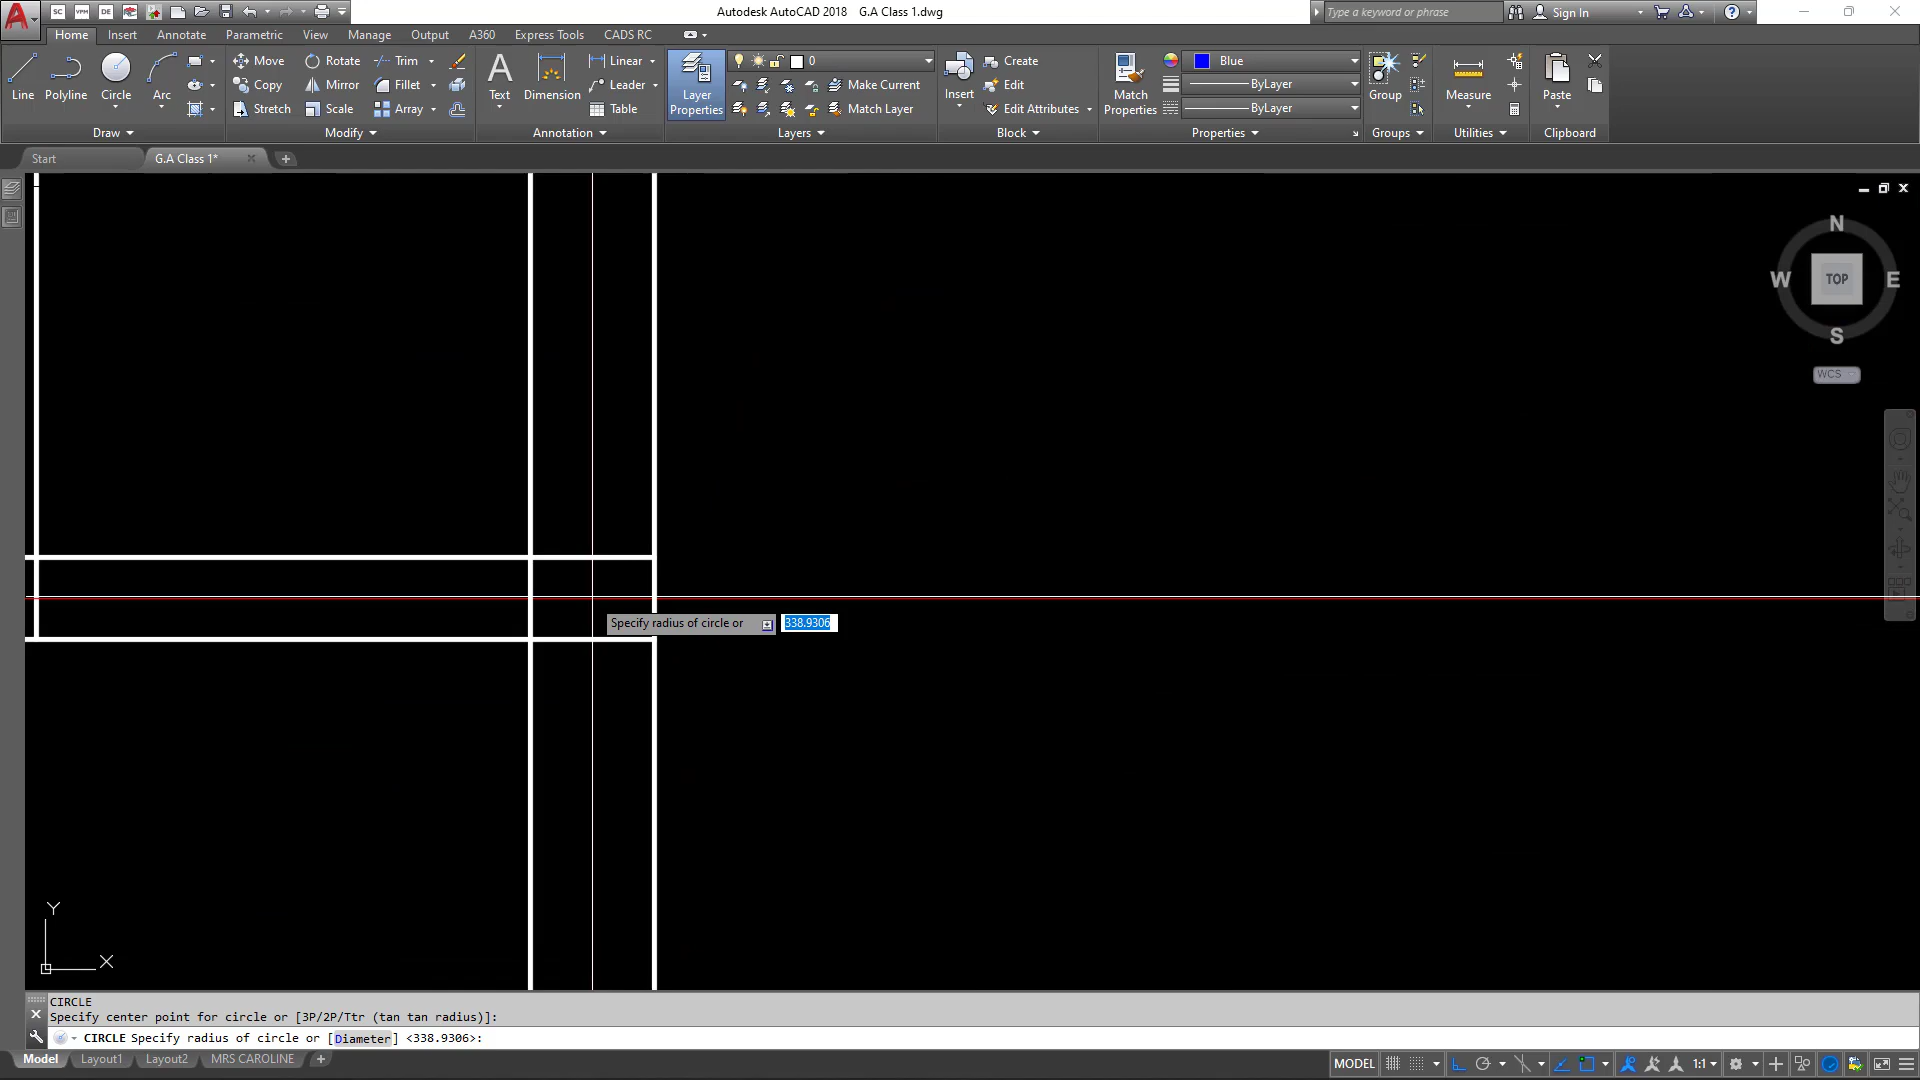 SC VPM DE Autodesk AutoCAD 2018 G.A Class 1.dwg Type a keyword or phrase Sign In
Home Insert Annotate Parametric View Manage Output A360 Express Tools CADS RC
Line Polyline Circle Arc Move Rotate Trim Text Dimension Linear Layer Properties 0 Insert Create Match Properties Blue Group Measure Paste
Copy Mirror Fillet Leader Make Current Edit ByLayer
Stretch Scale Array Table Match Layer Edit Attributes ByLayer
Draw Modify Annotation Layers Block Properties Groups Utilities Clipboard
Start G.A Class 1*
N
W TOP E
S
WCS
Specify radius of circle or 338.9306
Y
X
CIRCLE
Specify center point for circle or [3P/2P/Ttr (tan tan radius)]:
CIRCLE Specify radius of circle or [Diameter] <338.9306>:
Model Layout1 Layout2 MRS CAROLINE
MODEL 1:1